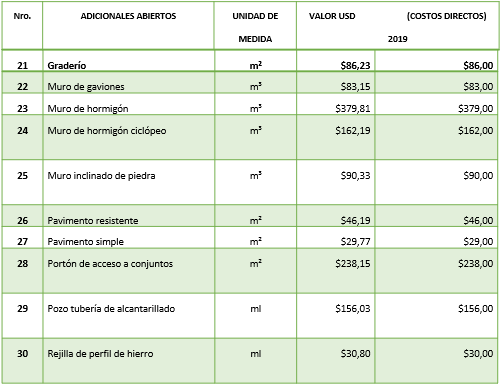 Nro. ADICIONALES ABIERTOS UNIDAD DE MEDIDA VALOR USD (COSTOS DIRECTOS) 2019
21 Graderío m² $86,23 $86,00
22 Muro de gaviones m³ $83,15 $83,00
23 Muro de hormigón m³ $379,81 $379,00
24 Muro de hormigón ciclópeo m³ $162,19 $162,00
25 Muro inclinado de piedra m³ $90,33 $90,00
26 Pavimento resistente m² $46,19 $46,00
27 Pavimento simple m² $29,77 $29,00
28 Portón de acceso a conjuntos m² $238,15 $238,00
29 Pozo tubería de alcantarillado ml $156,03 $156,00
30 Rejilla de perfil de hierro ml $30,80 $30,00